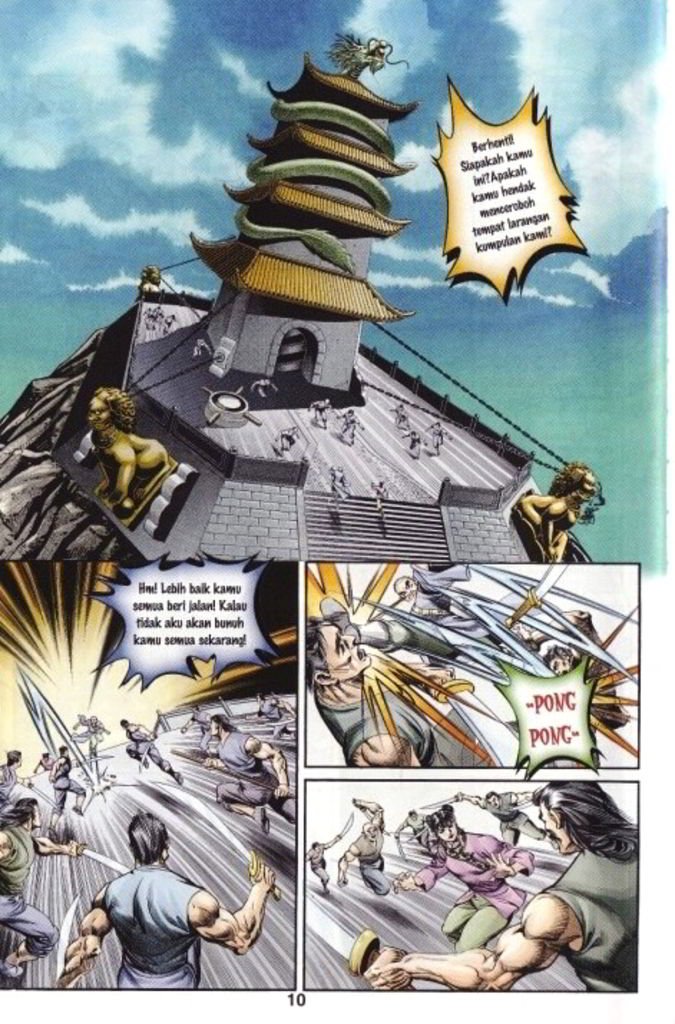 Berhenti!
Siapakah kamu
ini? Apakah
kamu hendak
menceroboh
tempat larangan
kumpulan kami?
Hm! Lebih baik kamu
semua beri jalan! Kalau
tidak aku akan bunuh
kamu semua sekarang!
~PONG
PONG~
10